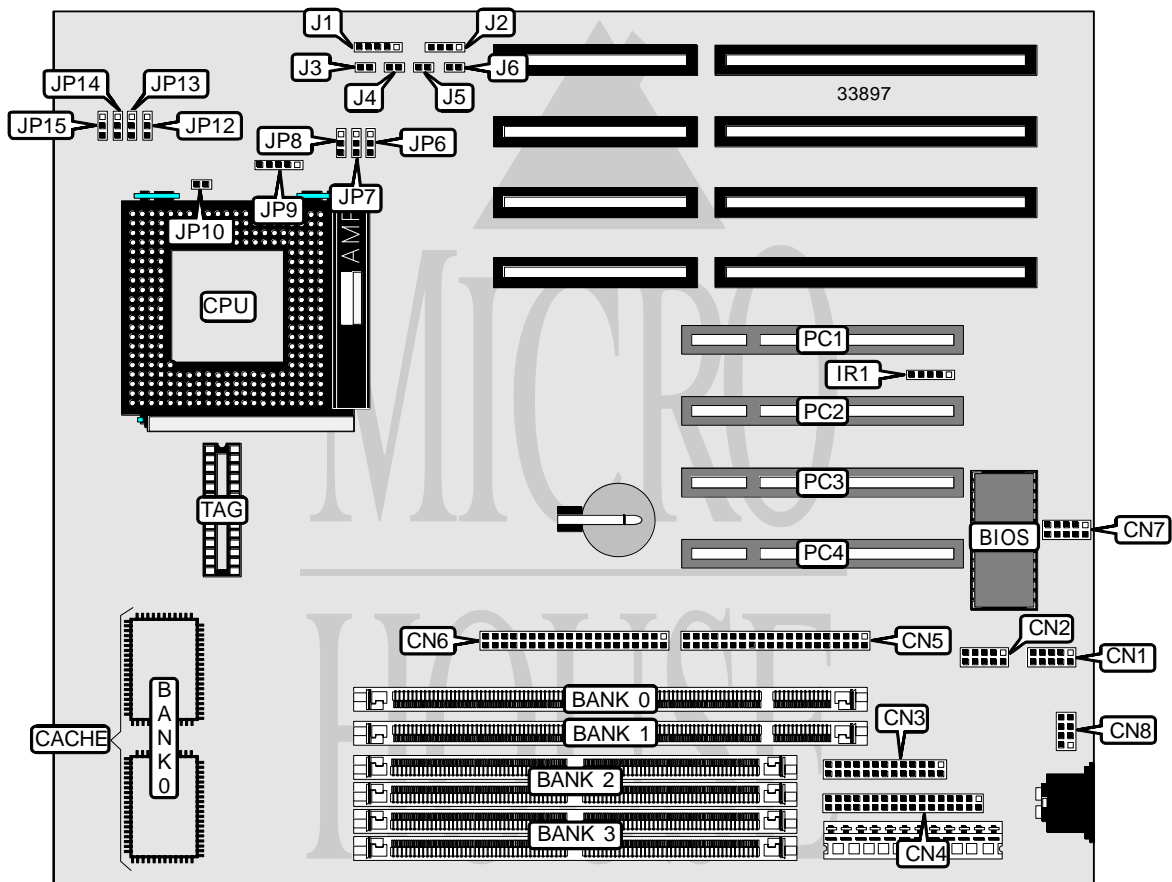 J1
J2
J3
J4
J5
J6
33897
JP14
JP13
JP15
JP12
JP8
JP6
JP7
JP9
JP10
AMP
CPU
PC1
IR1
PC2
PC3
PC4
TAG
BIOS
CN7
MICRO
HOUSE
CN6
CN5
CN2
CN1
BANK 0
BANK 1
BANK 2
BANK 3
CN3
CN8
CN4
CACHE
BANK0